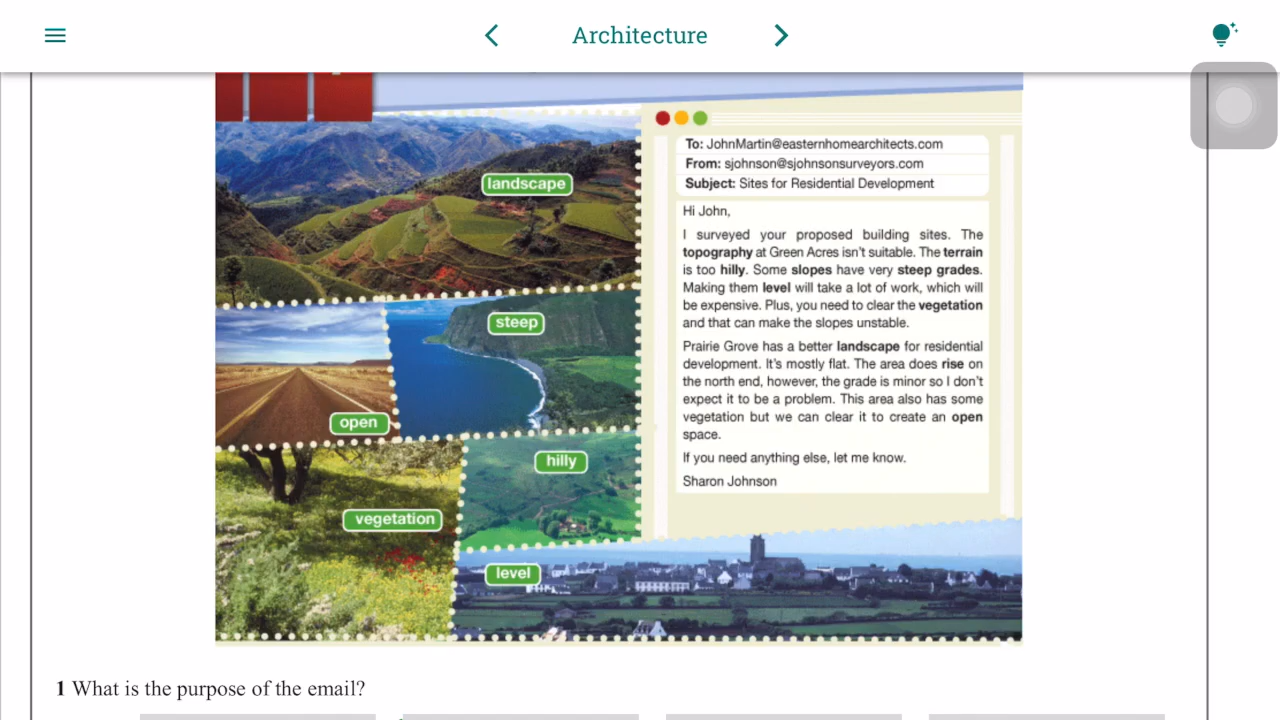 Architecture
landscape
steep
open
hilly
vegetation
level
To: JohnMartin@easternhomearchitects.com
From: sjohnson@sjohnsonsurveyors.com
Subject: Sites for Residential Development
Hi John,
I surveyed your proposed building sites. The
topography at Green Acres isn't suitable. The terrain
is too hilly. Some slopes have very steep grades.
Making them level will take a lot of work, which will
be expensive. Plus, you need to clear the vegetation
and that can make the slopes unstable.
Prairie Grove has a better landscape for residential
development. It's mostly flat. The area does rise on
the north end, however, the grade is minor so I don't
expect it to be a problem. This area also has some
vegetation but we can clear it to create an open
space.
If you need anything else, let me know.
Sharon Johnson
1 What is the purpose of the email?